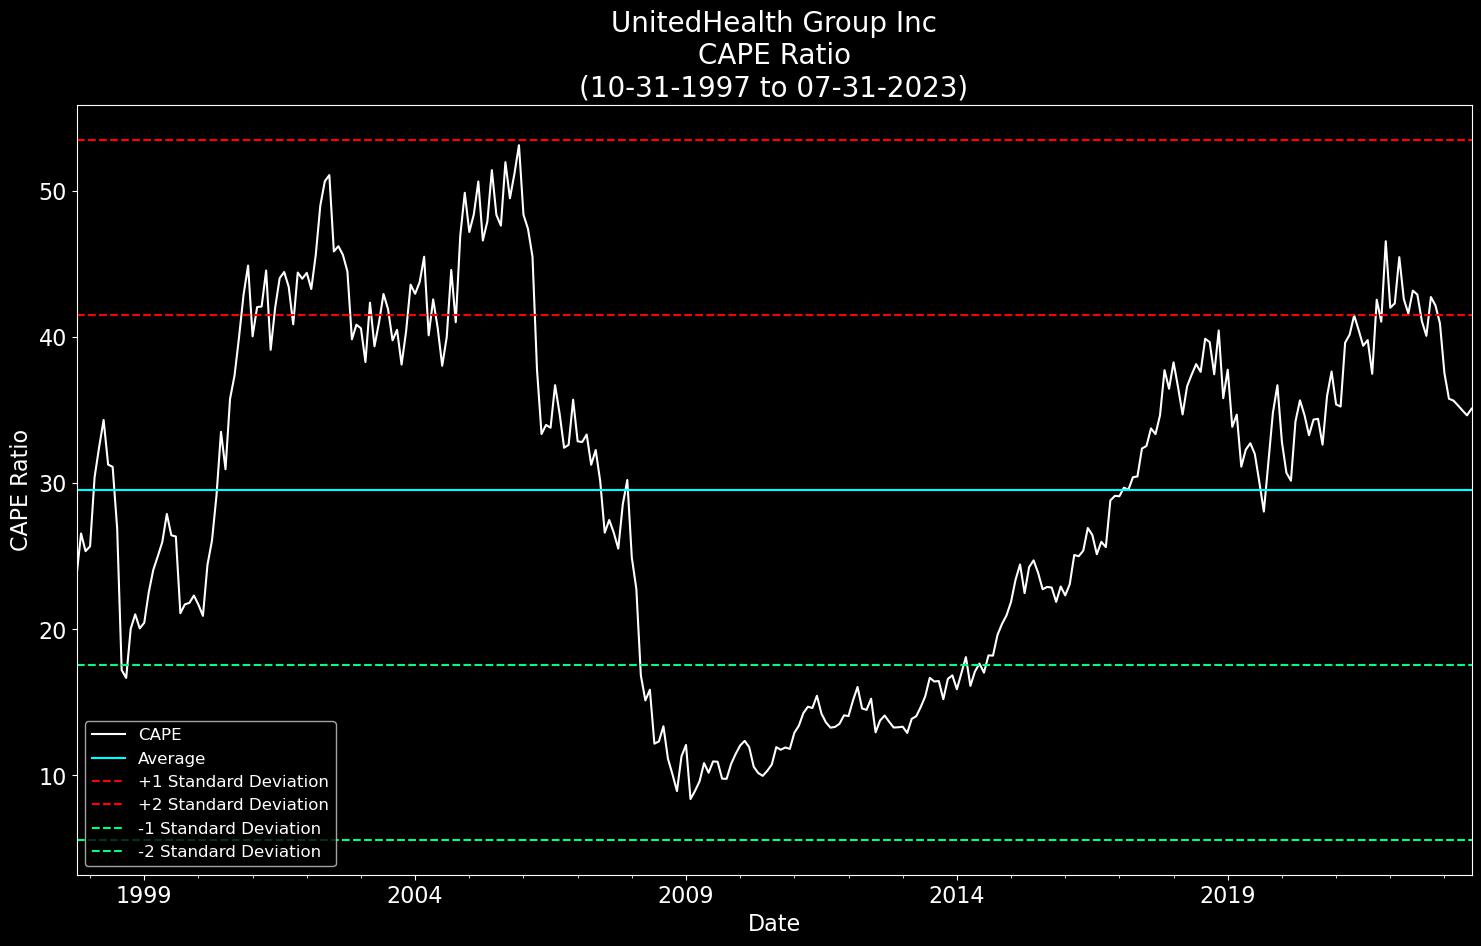 UnitedHealth Group Inc
CAPE Ratio
(10-31-1997 to 07-31-2023)
CAPE Ratio
50
40
30
20
10
CAPE
Average
+1 Standard Deviation
+2 Standard Deviation
-1 Standard Deviation
-2 Standard Deviation
1999 2004 2009 2014 2019
Date